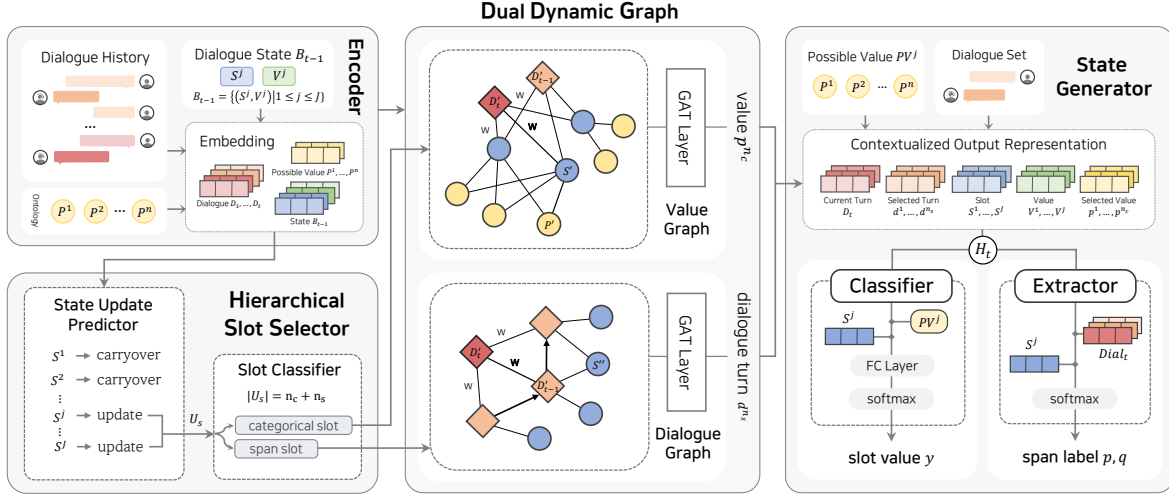 Dual Dynamic Graph
Encoder
Dialogue History
...
Dialogue State B_{t-1}
S^j V^j
B_{t-1} = {(S^j, V^j)|1 ≤ j ≤ J}
Embedding
Possible Value P^1, ..., P^n
Dialogue D_1, ..., D_t
State B_{t-1}
Ontology
P^1 P^2 ... P^n
Hierarchical
Slot Selector
State Update
Predictor
S^1 → carryover
S^2 → carryover
⋮
S^j → update
⋮
S^J → update
U_s
Slot Classifier
|U_s| = n_c + n_s
categorical slot
span slot
D'_{t-1}
D'_t
w
w
w
S'
P'
GAT Layer
Value
Graph
value p^{n_c}
D'_t
w
w
w
D'_{t-1}
S''
GAT Layer
Dialogue
Graph
dialogue turn d^{n_s}
State
Generator
Possible Value PV^j
P^1 P^2 ... P^n
Dialogue Set
Contextualized Output Representation
Current Turn
D_t
Selected Turn
d^1, ..., d^{n_s}
Slot
S^1, ..., S^J
Value
V^1, ..., V^J
Selected Value
p^1, ..., p^{n_c}
H_t
Classifier
S^j
PV^j
FC Layer
softmax
slot value y
Extractor
S^j
Dial_t
softmax
span label p, q